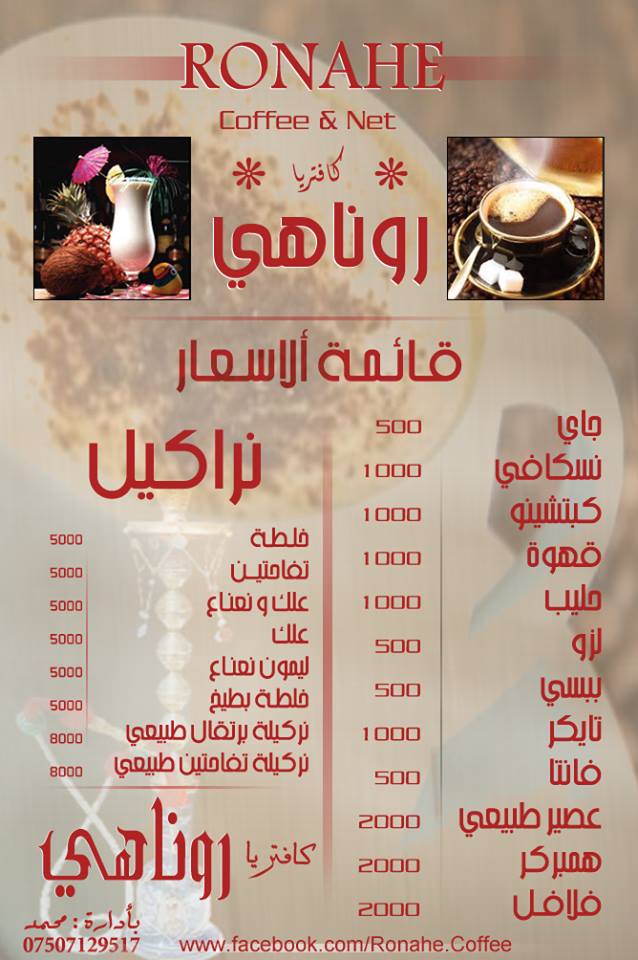 RONAHE
Coffee & Net
كافتريا
روناهي
قائمة ألاسعار
جاي 500
نسكافي 1000
كبتشينو 1000
قهوة 1000
حليب 1000
لزو 500
ببسي 500
تايكر 1000
فانتا 500
عصير طبيعي 2000
همبركر 2000
فلافل 2000
نراكيل
خلطة 5000
تفاحتين 5000
علك و نعناع 5000
علك 5000
ليمون نعناع 5000
خلطة بطيخ 5000
نركيلة برتقال طبيعي 8000
نركيلة تفاحتين طبيعي 8000
كافتريا روناهي
بأدارة : محمد
07507129517
www.facebook.com/Ronahe.Coffee